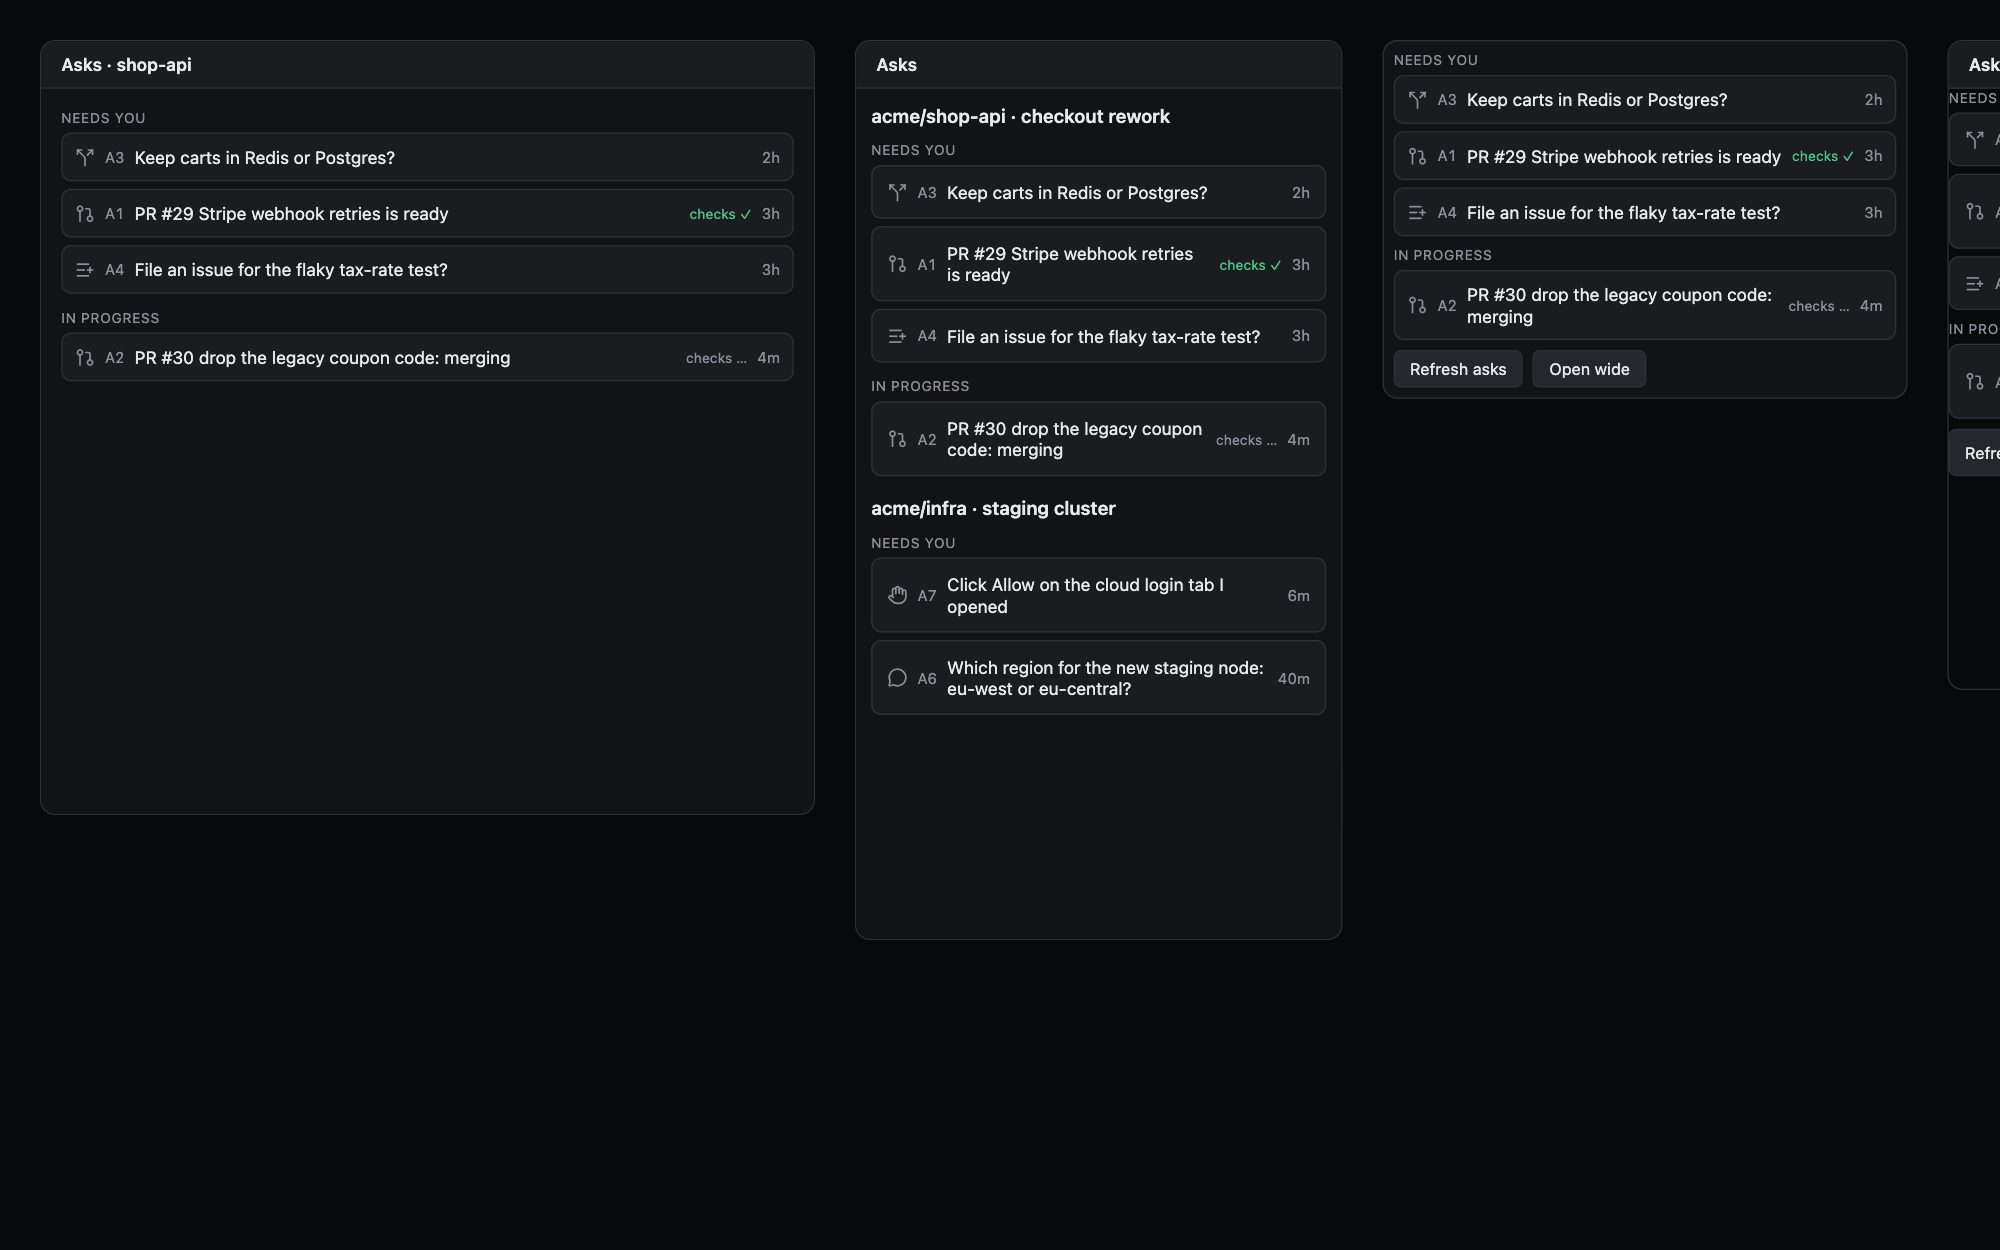 Asks · shop-api
NEEDS YOU
A3 Keep carts in Redis or Postgres? 2h
A1 PR #29 Stripe webhook retries is ready checks ✓ 3h
A4 File an issue for the flaky tax-rate test? 3h
IN PROGRESS
A2 PR #30 drop the legacy coupon code: merging checks … 4m
Asks
acme/shop-api · checkout rework
NEEDS YOU
A3 Keep carts in Redis or Postgres? 2h
A1 PR #29 Stripe webhook retries
is ready checks ✓ 3h
A4 File an issue for the flaky tax-rate test? 3h
IN PROGRESS
A2 PR #30 drop the legacy coupon
code: merging checks … 4m
acme/infra · staging cluster
NEEDS YOU
A7 Click Allow on the cloud login tab I
opened 6m
A6 Which region for the new staging node:
eu-west or eu-central? 40m
NEEDS YOU
A3 Keep carts in Redis or Postgres? 2h
A1 PR #29 Stripe webhook retries is ready checks ✓ 3h
A4 File an issue for the flaky tax-rate test? 3h
IN PROGRESS
A2 PR #30 drop the legacy coupon code:
merging checks … 4m
Refresh asks
Open wide
Ask
NEEDS
IN PRO
Refre